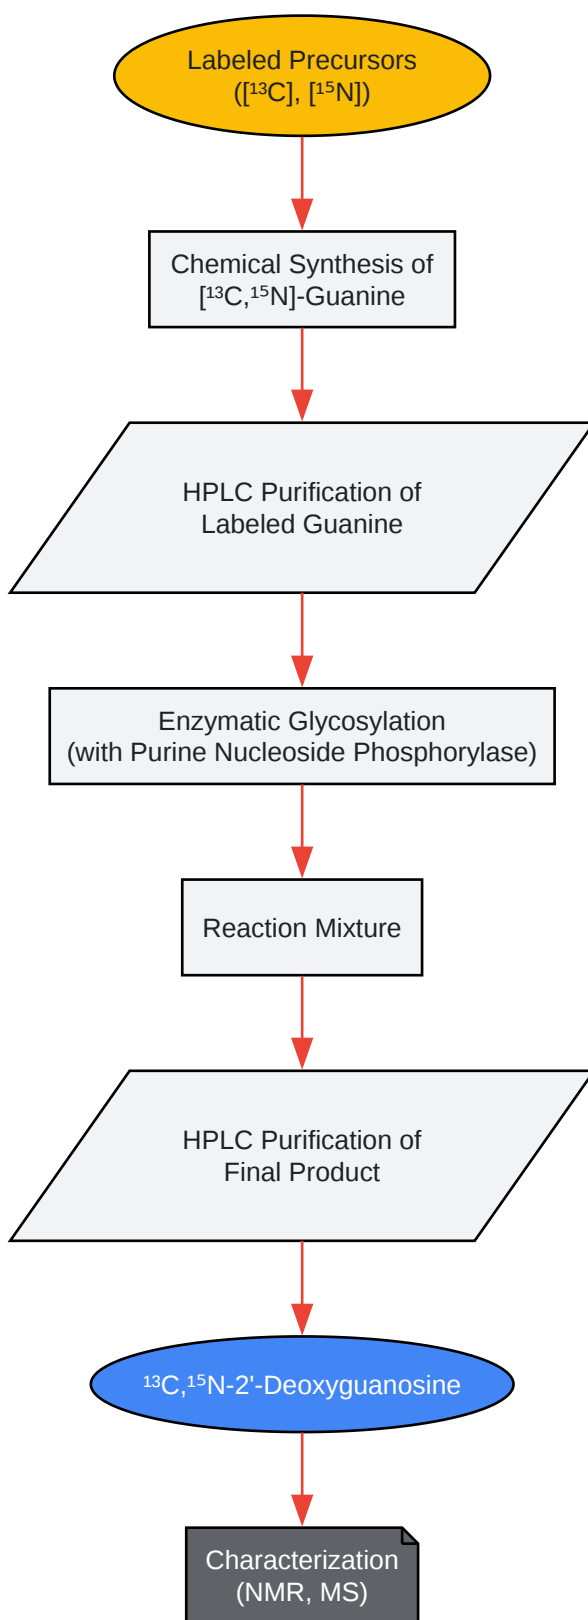 Labeled Precursors
([¹³C], [¹⁵N])
Chemical Synthesis of
[¹³C,¹⁵N]-Guanine
HPLC Purification of
Labeled Guanine
Enzymatic Glycosylation
(with Purine Nucleoside Phosphorylase)
Reaction Mixture
HPLC Purification of
Final Product
¹³C,¹⁵N-2'-Deoxyguanosine
Characterization
(NMR, MS)